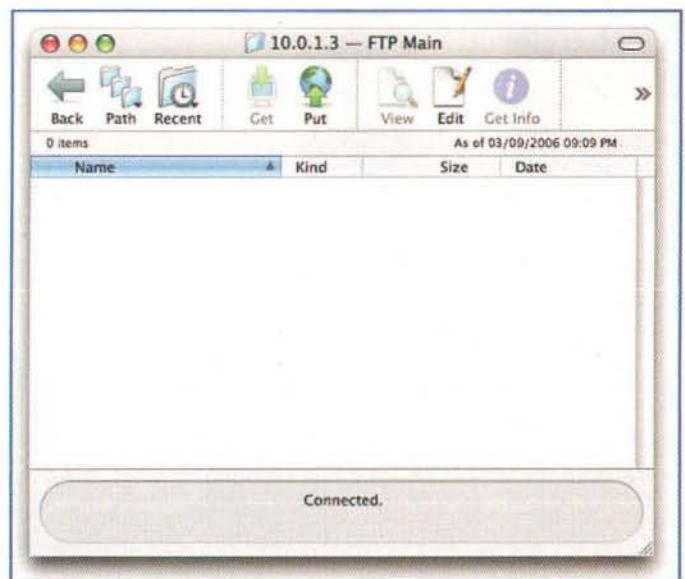 10.0.1.3 — FTP Main
Back Path Recent Get Put View Edit Get Info »
0 items As of 03/09/2006 09:09 PM
Name Kind Size Date
Connected.